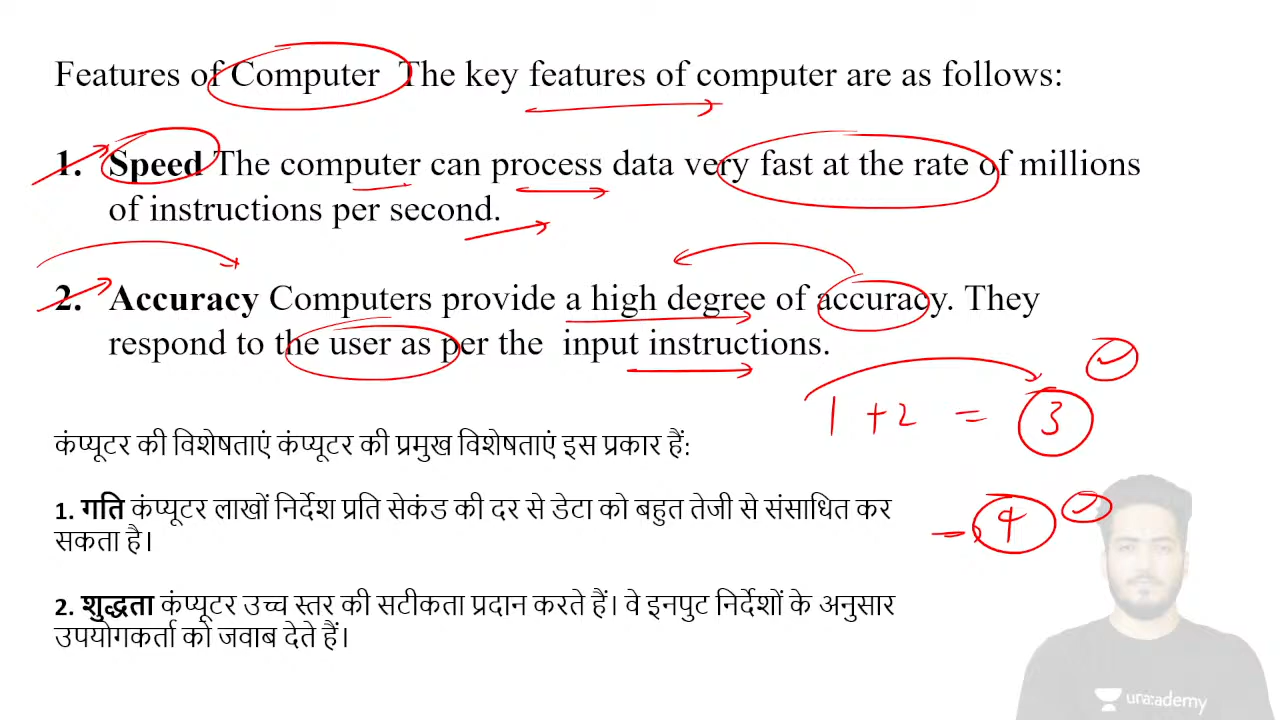 Features of Computer The key features of computer are as follows:
1. Speed The computer can process data very fast at the rate of millions
of instructions per second.
2. Accuracy Computers provide a high degree of accuracy. They
respond to the user as per the input instructions.
1 + 2 = 3
कंप्यूटर की विशेषताएं कंप्यूटर की प्रमुख विशेषताएं इस प्रकार हैं:
1. गति कंप्यूटर लाखों निर्देश प्रति सेकंड की दर से डेटा को बहुत तेजी से संसाधित कर
सकता है।
2. शुद्धता कंप्यूटर उच्च स्तर की सटीकता प्रदान करते हैं। वे इनपुट निर्देशों के अनुसार
उपयोगकर्ता को जवाब देते हैं।
unacademy